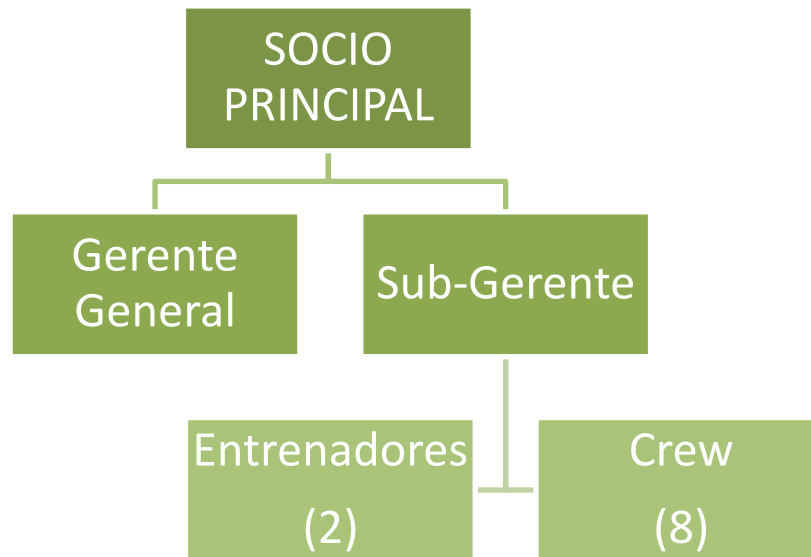 SOCIO
PRINCIPAL
Gerente
General
Sub-Gerente
Entrenadores
(2)
Crew
(8)